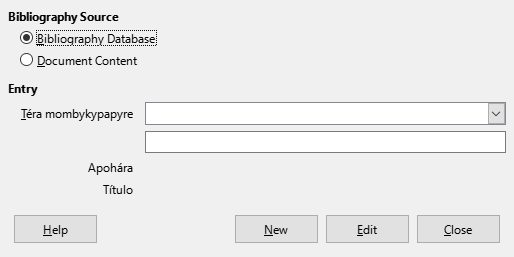 Bibliography Source
Bibliography Database
Document Content
Entry
Téra mombykypapyre
Apohára
Título
Help New Edit Close